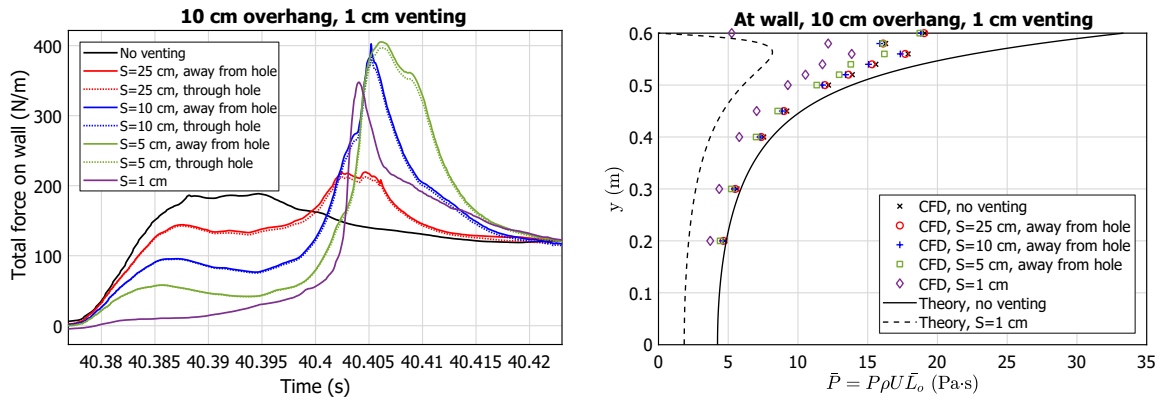 10 cm overhang, 1 cm venting
Total force on wall (N/m)
400
300
200
100
0
No venting
S=25 cm, away from hole
S=25 cm, through hole
S=10 cm, away from hole
S=10 cm, through hole
S=5 cm, away from hole
S=5 cm, through hole
S=1 cm
40.38 40.385 40.39 40.395 40.4 40.405 40.41 40.415 40.42
Time (s)
At wall, 10 cm overhang, 1 cm venting
y (m)
0.6
0.5
0.4
0.3
0.2
0.1
0
CFD, no venting
CFD, S=25 cm, away from hole
CFD, S=10 cm, away from hole
CFD, S=5 cm, away from hole
CFD, S=1 cm
Theory, no venting
Theory, S=1 cm
0 5 10 15 20 25 30 35
P̄ = PρUL̄ₒ (Pa·s)